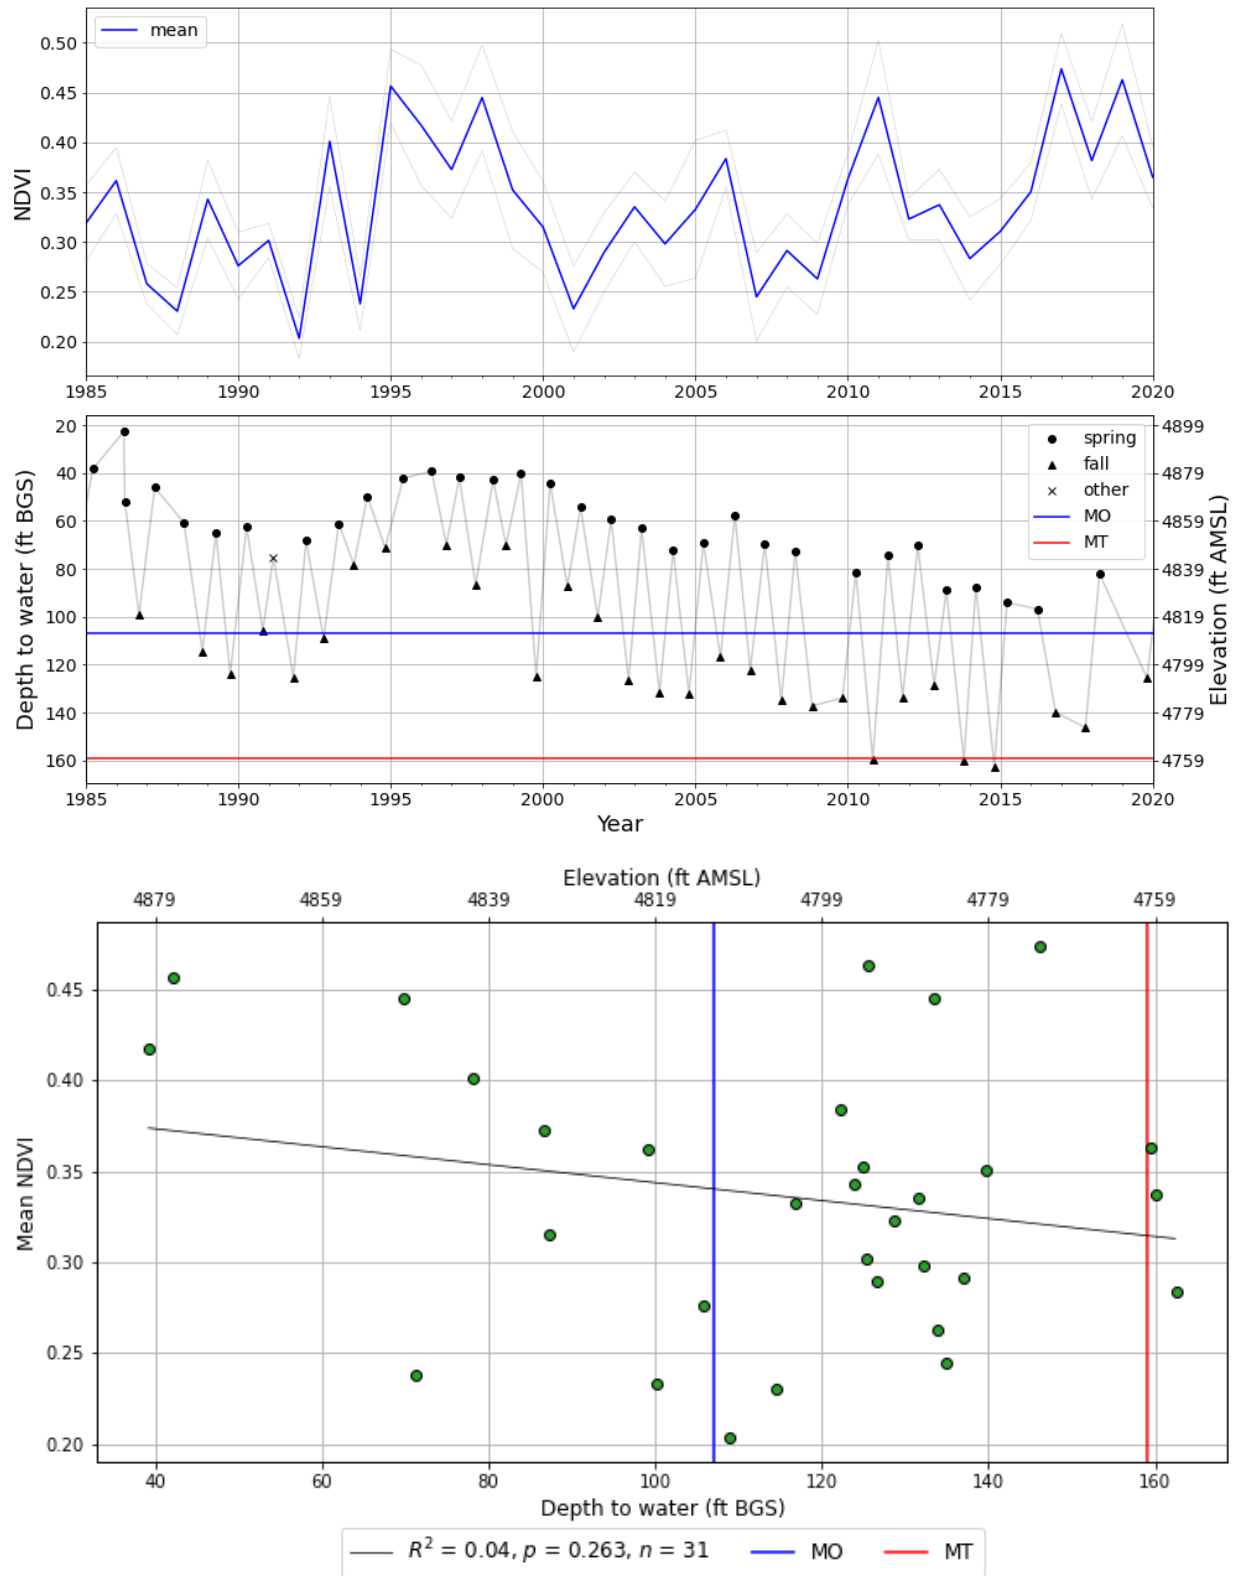 mean
NDVI
0.50
0.45
0.40
0.35
0.30
0.25
0.20
1985 1990 1995 2000 2005 2010 2015 2020
Depth to water (ft BGS)
20
40
60
80
100
120
140
160
spring
fall
other
MO
MT
4899
4879
4859
4839
4819
4799
4779
4759
Elevation (ft AMSL)
1985 1990 1995 2000 2005 2010 2015 2020
Year
Elevation (ft AMSL)
4879 4859 4839 4819 4799 4779 4759
Mean NDVI
0.45
0.40
0.35
0.30
0.25
0.20
40 60 80 100 120 140 160
Depth to water (ft BGS)
R² = 0.04, p = 0.263, n = 31 MO MT